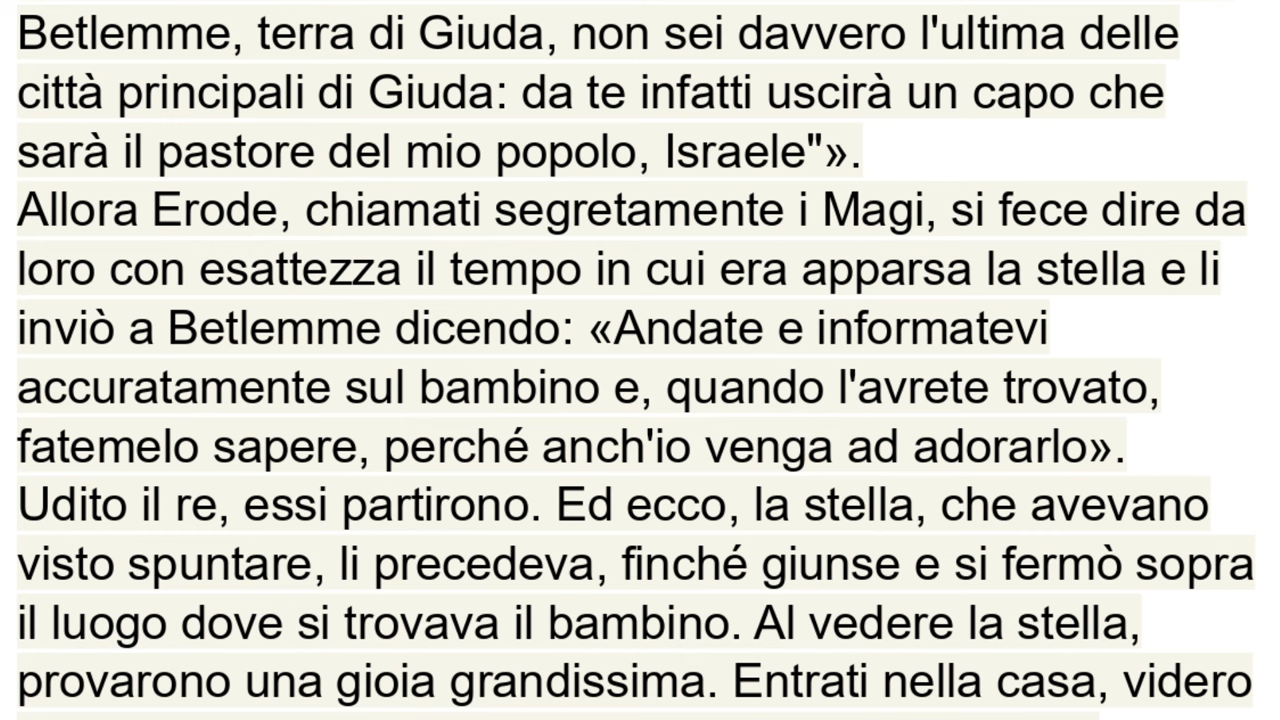 Betlemme, terra di Giuda, non sei davvero l'ultima delle
città principali di Giuda: da te infatti uscirà un capo che
sarà il pastore del mio popolo, Israele"».
Allora Erode, chiamati segretamente i Magi, si fece dire da
loro con esattezza il tempo in cui era apparsa la stella e li
inviò a Betlemme dicendo: «Andate e informatevi
accuratamente sul bambino e, quando l'avrete trovato,
fatemelo sapere, perché anch'io venga ad adorarlo».
Udito il re, essi partirono. Ed ecco, la stella, che avevano
visto spuntare, li precedeva, finché giunse e si fermò sopra
il luogo dove si trovava il bambino. Al vedere la stella,
provarono una gioia grandissima. Entrati nella casa, videro